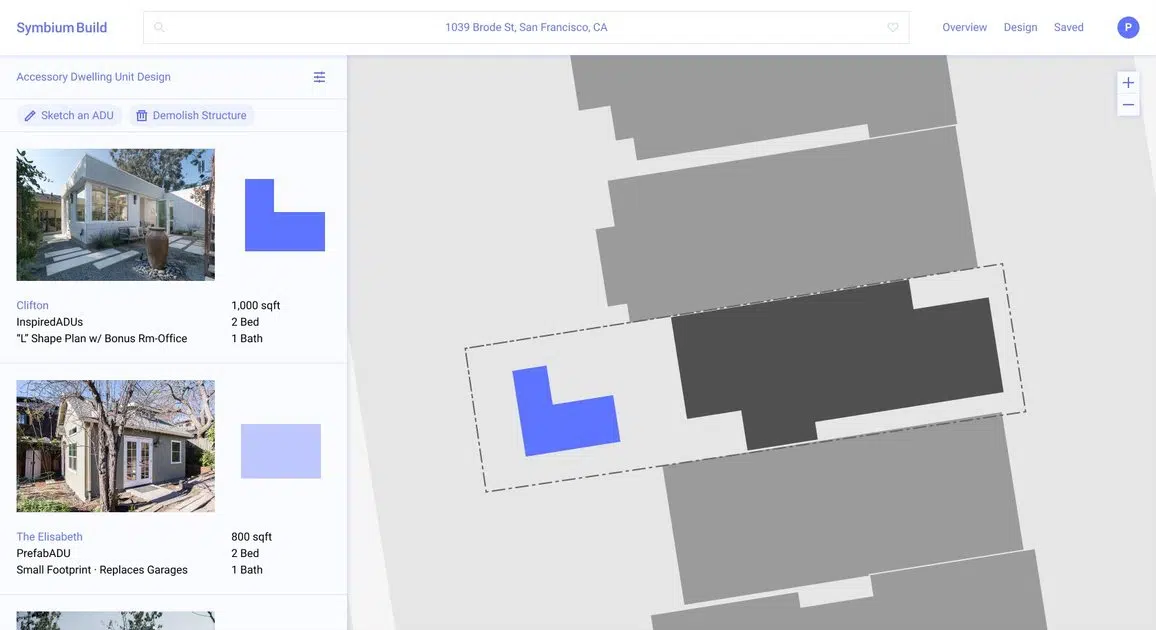 Symbium Build
1039 Brode St, San Francisco, CA
Overview Design Saved P
Accessory Dwelling Unit Design
Sketch an ADU Demolish Structure
Clifton 1,000 sqft
InspiredADUs 2 Bed
“L” Shape Plan w/ Bonus Rm-Office 1 Bath
The Elisabeth 800 sqft
PrefabADU 2 Bed
Small Footprint · Replaces Garages 1 Bath